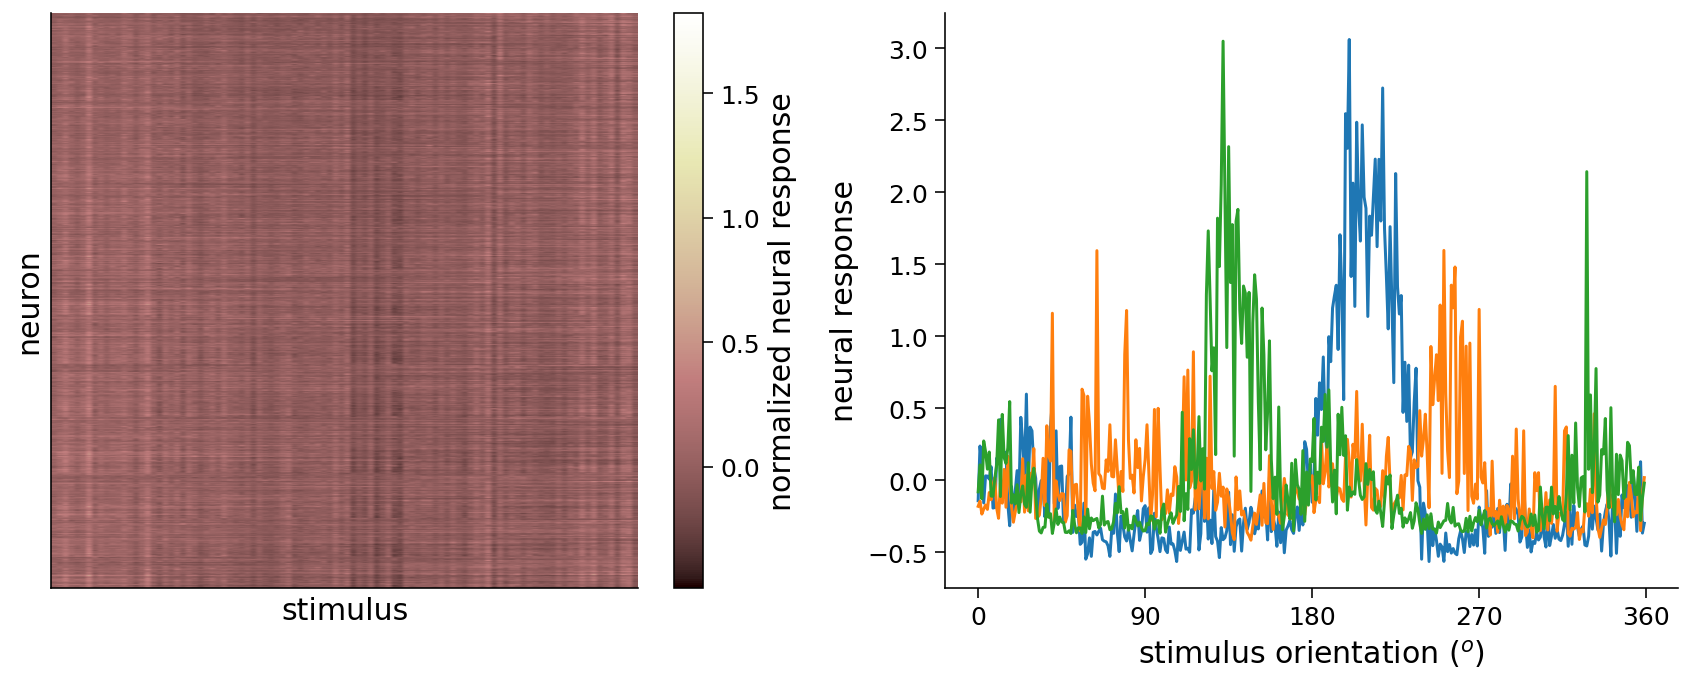 neuron
stimulus
1.5
1.0
0.5
0.0
normalized neural response
neural response
3.0
2.5
2.0
1.5
1.0
0.5
0.0
−0.5
0 90 180 270 360
stimulus orientation (o)